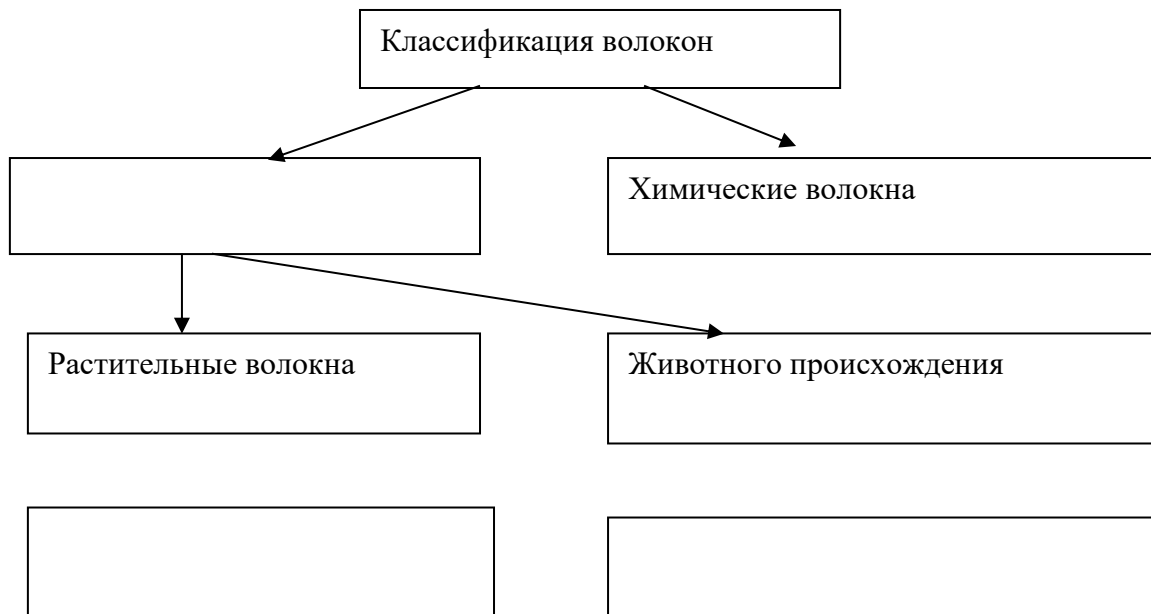 Классификация волокон
Химические волокна
Растительные волокна
Животного происхождения